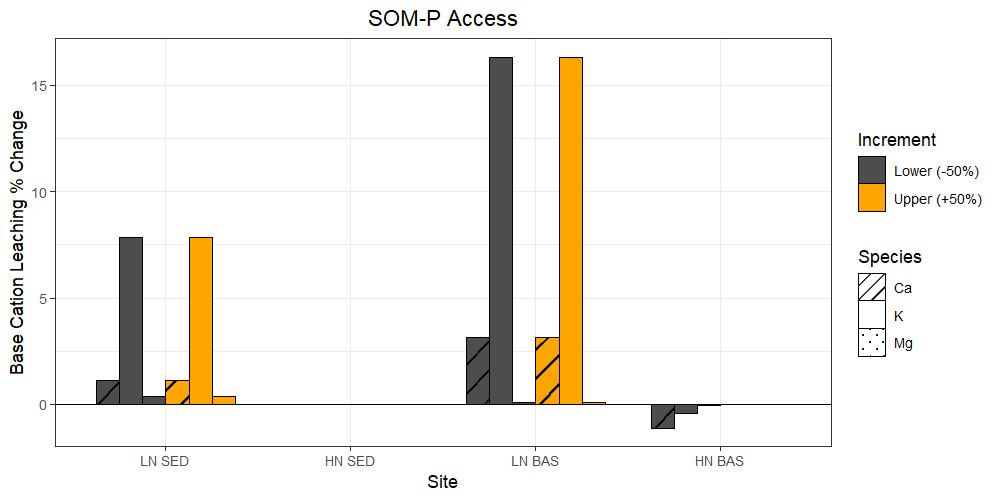 SOM-P Access
Base Cation Leaching % Change
15
10
5
0
LN SED
HN SED
LN BAS
HN BAS
Site
Increment
Lower (-50%)
Upper (+50%)
Species
Ca
K
Mg